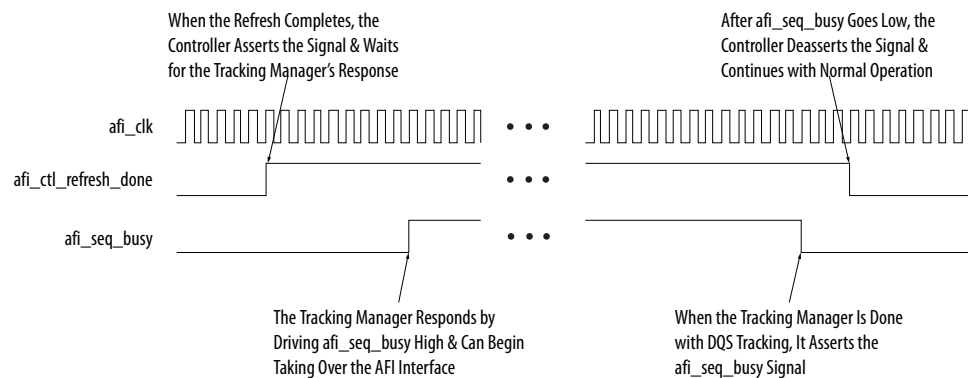 When the Refresh Completes, the
Controller Asserts the Signal & Waits
for the Tracking Manager's Response
After afi_seq_busy Goes Low, the
Controller Deasserts the Signal &
Continues with Normal Operation
afi_clk
afi_ctl_refresh_done
afi_seq_busy
The Tracking Manager Responds by
Driving afi_seq_busy High & Can Begin
Taking Over the AFI Interface
When the Tracking Manager Is Done
with DQS Tracking, It Asserts the
afi_seq_busy Signal